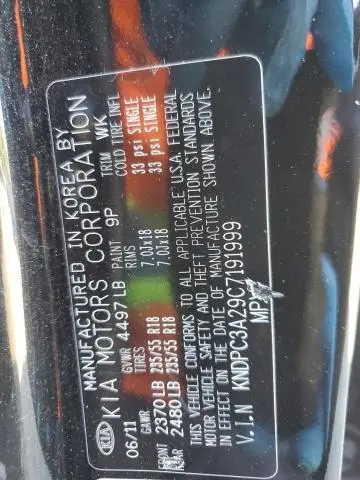 MANUFACTURED IN KOREA BY
KIA KIA MOTORS CORPORATION
06/11 GVWR 4497LB PAINT 9P TRIM WK
GAWR TIRES RIMS COLD TIRE INFL
FRONT 2370LB 235/55 R18 7.0Jx18 33 psi SINGLE
REAR 2480LB 235/55 R18 7.0Jx18 33 psi SINGLE
THIS VEHICLE CONFORMS TO ALL APPLICABLE U.S.A. FEDERAL
MOTOR VEHICLE SAFETY AND THEFT PREVENTION STANDARDS
IN EFFECT ON THE DATE OF MANUFACTURE SHOWN ABOVE.
V.I.N KNDPC3A29C7191999
MPV